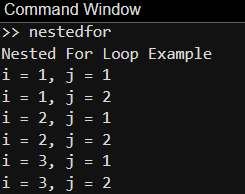 Command Window
>> nestedfor
Nested For Loop Example
i = 1, j = 1
i = 1, j = 2
i = 2, j = 1
i = 2, j = 2
i = 3, j = 1
i = 3, j = 2